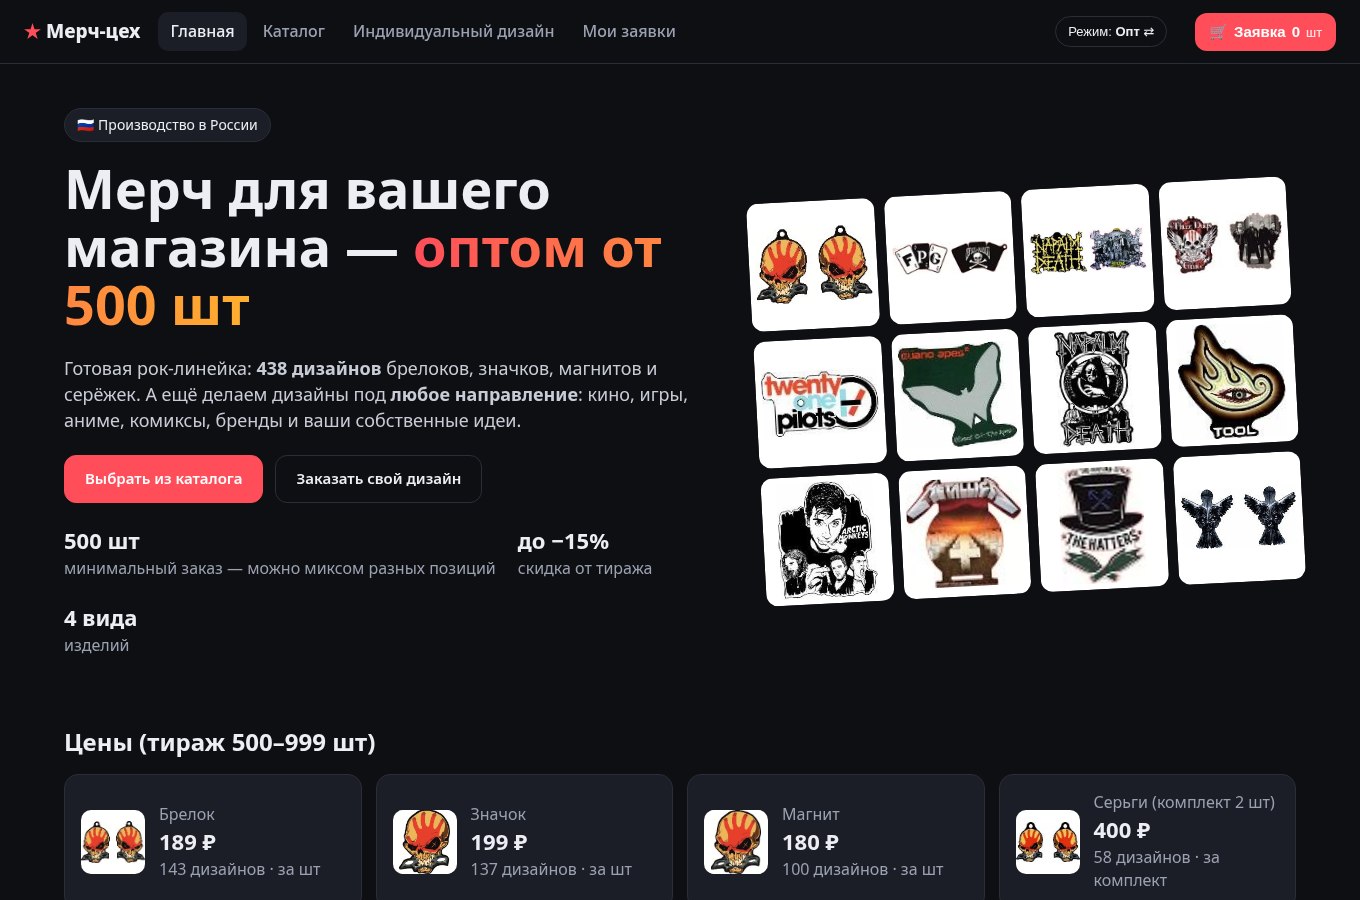 ★ Мерч-цех
Главная
Каталог
Индивидуальный дизайн
Мои заявки
Режим: Опт ⇄
🛒 Заявка 0 шт
🇷🇺 Производство в России
Мерч для вашего
магазина — оптом от
500 шт
Готовая рок-линейка: 438 дизайнов брелоков, значков, магнитов и
серёжек. А ещё делаем дизайны под любое направление: кино, игры,
аниме, комиксы, бренды и ваши собственные идеи.
Выбрать из каталога
Заказать свой дизайн
500 шт
минимальный заказ — можно миксом разных позиций
до −15%
скидка от тиража
4 вида
изделий
F.P.G
NAPALM
DEATH
twenty
one
pilots
GUANO APES
NAPALM
DEATH
TOOL
ARCTIC
MONKEYS
METALLICA
THE HATTERS
Цены (тираж 500–999 шт)
Брелок
189 ₽
143 дизайнов · за шт
Значок
199 ₽
137 дизайнов · за шт
Магнит
180 ₽
100 дизайнов · за шт
Серьги (комплект 2 шт)
400 ₽
58 дизайнов · за
комплект